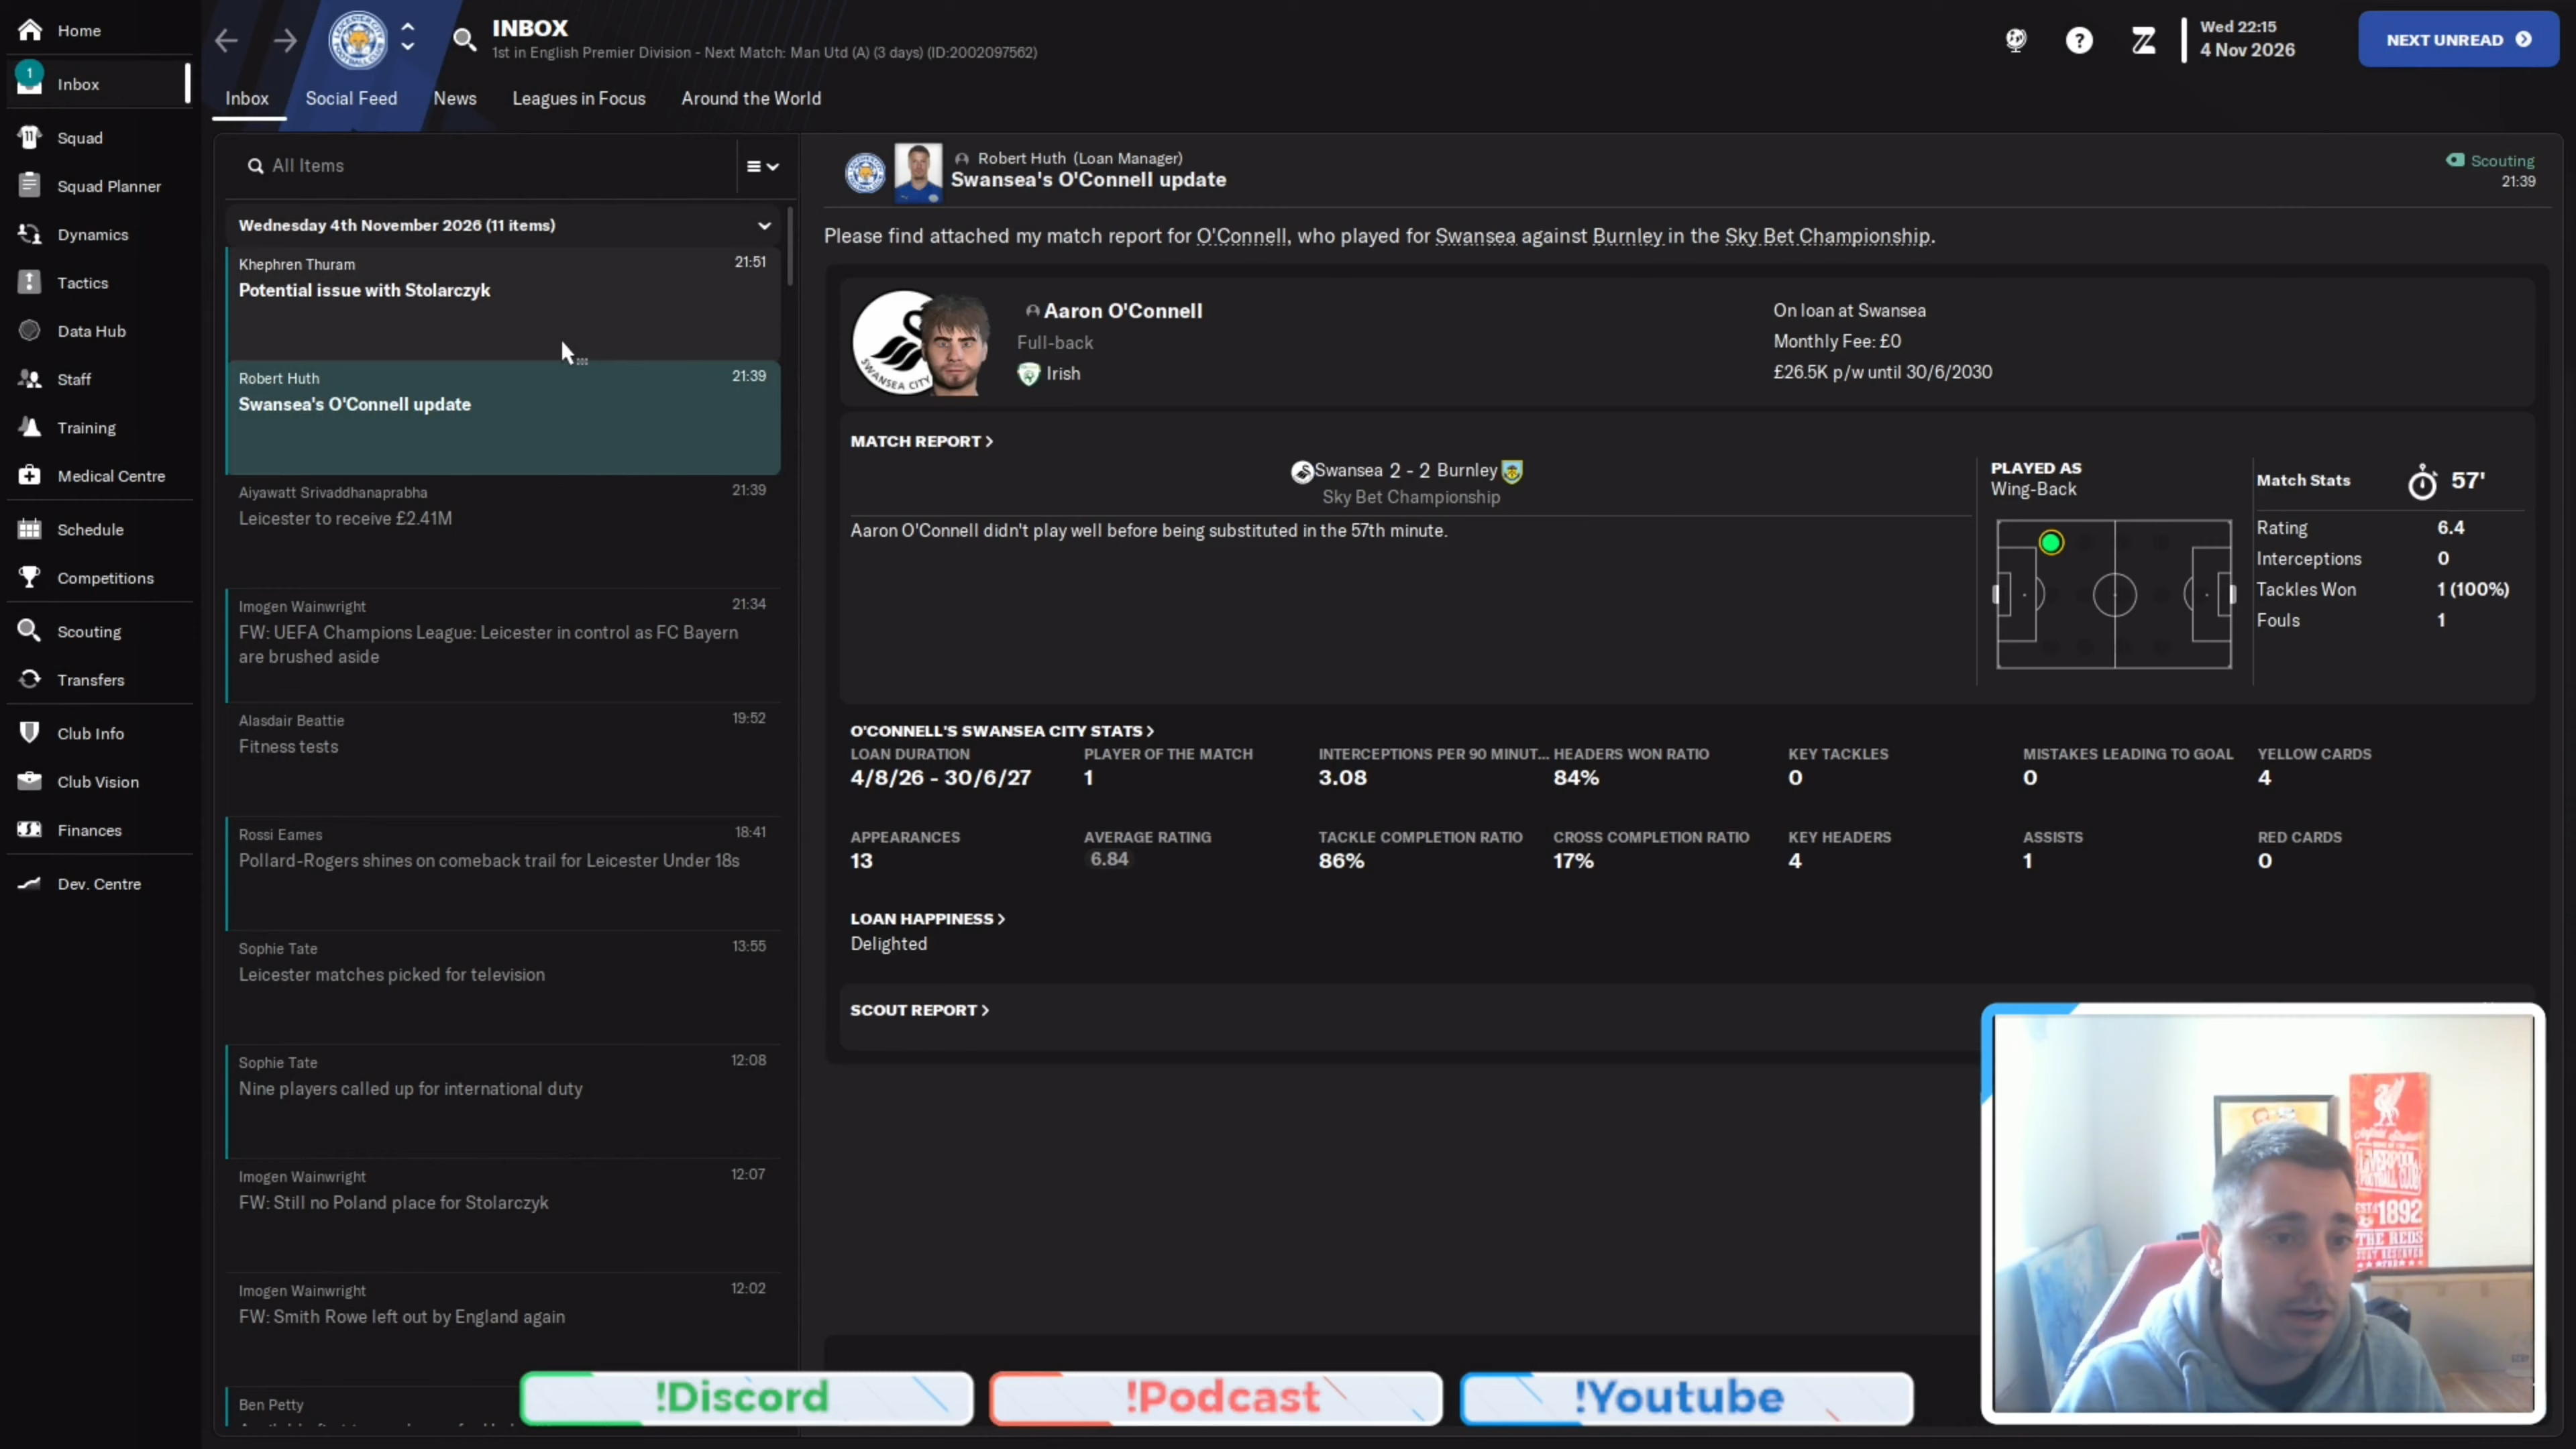 Home
1
Inbox
Squad
Squad Planner
Dynamics
Tactics
Data Hub
Staff
Training
Medical Centre
Schedule
Competitions
Scouting
Transfers
Club Info
Club Vision
Finances
Dev. Centre
INBOX
1st in English Premier Division - Next Match: Man Utd (A) (3 days) (ID:2002097562)
Wed 22:15
4 Nov 2026
NEXT UNREAD
Inbox
Social Feed
News
Leagues in Focus
Around the World
All Items
Wednesday 4th November 2026 (11 items)
Khephren Thuram 21:51
Potential issue with Stolarczyk
Robert Huth 21:39
Swansea's O'Connell update
Aiyawatt Srivaddhanaprabha 21:39
Leicester to receive £2.41M
Imogen Wainwright 21:34
FW: UEFA Champions League: Leicester in control as FC Bayern
are brushed aside
Alasdair Beattie 19:52
Fitness tests
Rossi Eames 18:41
Pollard-Rogers shines on comeback trail for Leicester Under 18s
Sophie Tate 13:55
Leicester matches picked for television
Sophie Tate 12:08
Nine players called up for international duty
Imogen Wainwright 12:07
FW: Still no Poland place for Stolarczyk
Imogen Wainwright 12:02
FW: Smith Rowe left out by England again
Ben Petty
Robert Huth (Loan Manager)
Swansea's O'Connell update
Scouting
21:39
Please find attached my match report for O'Connell, who played for Swansea against Burnley in the Sky Bet Championship.
SWANSEA CITY
Aaron O'Connell
Full-back
Irish
On loan at Swansea
Monthly Fee: £0
£26.5K p/w until 30/6/2030
MATCH REPORT
Swansea 2 - 2 Burnley
Sky Bet Championship
Aaron O'Connell didn't play well before being substituted in the 57th minute.
PLAYED AS
Wing-Back
Match Stats 57'
Rating 6.4
Interceptions 0
Tackles Won 1 (100%)
Fouls 1
O'CONNELL'S SWANSEA CITY STATS
LOAN DURATION
4/8/26 - 30/6/27
PLAYER OF THE MATCH
1
INTERCEPTIONS PER 90 MINUT...
3.08
HEADERS WON RATIO
84%
KEY TACKLES
0
MISTAKES LEADING TO GOAL
0
YELLOW CARDS
4
APPEARANCES
13
AVERAGE RATING
6.84
TACKLE COMPLETION RATIO
86%
CROSS COMPLETION RATIO
17%
KEY HEADERS
4
ASSISTS
1
RED CARDS
0
LOAN HAPPINESS
Delighted
SCOUT REPORT
!Discord
!Podcast
!Youtube
LIVERPOOL
FOOTBALL CLUB
1892
THE REDS